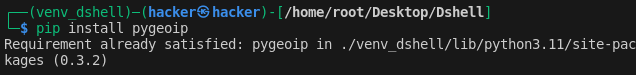 ┌──(venv_dshell)─(hacker㉿hacker)-[/home/root/Desktop/Dshell]
└─$ pip install pygeoip
Requirement already satisfied: pygeoip in ./venv_dshell/lib/python3.11/site-pac
kages (0.3.2)